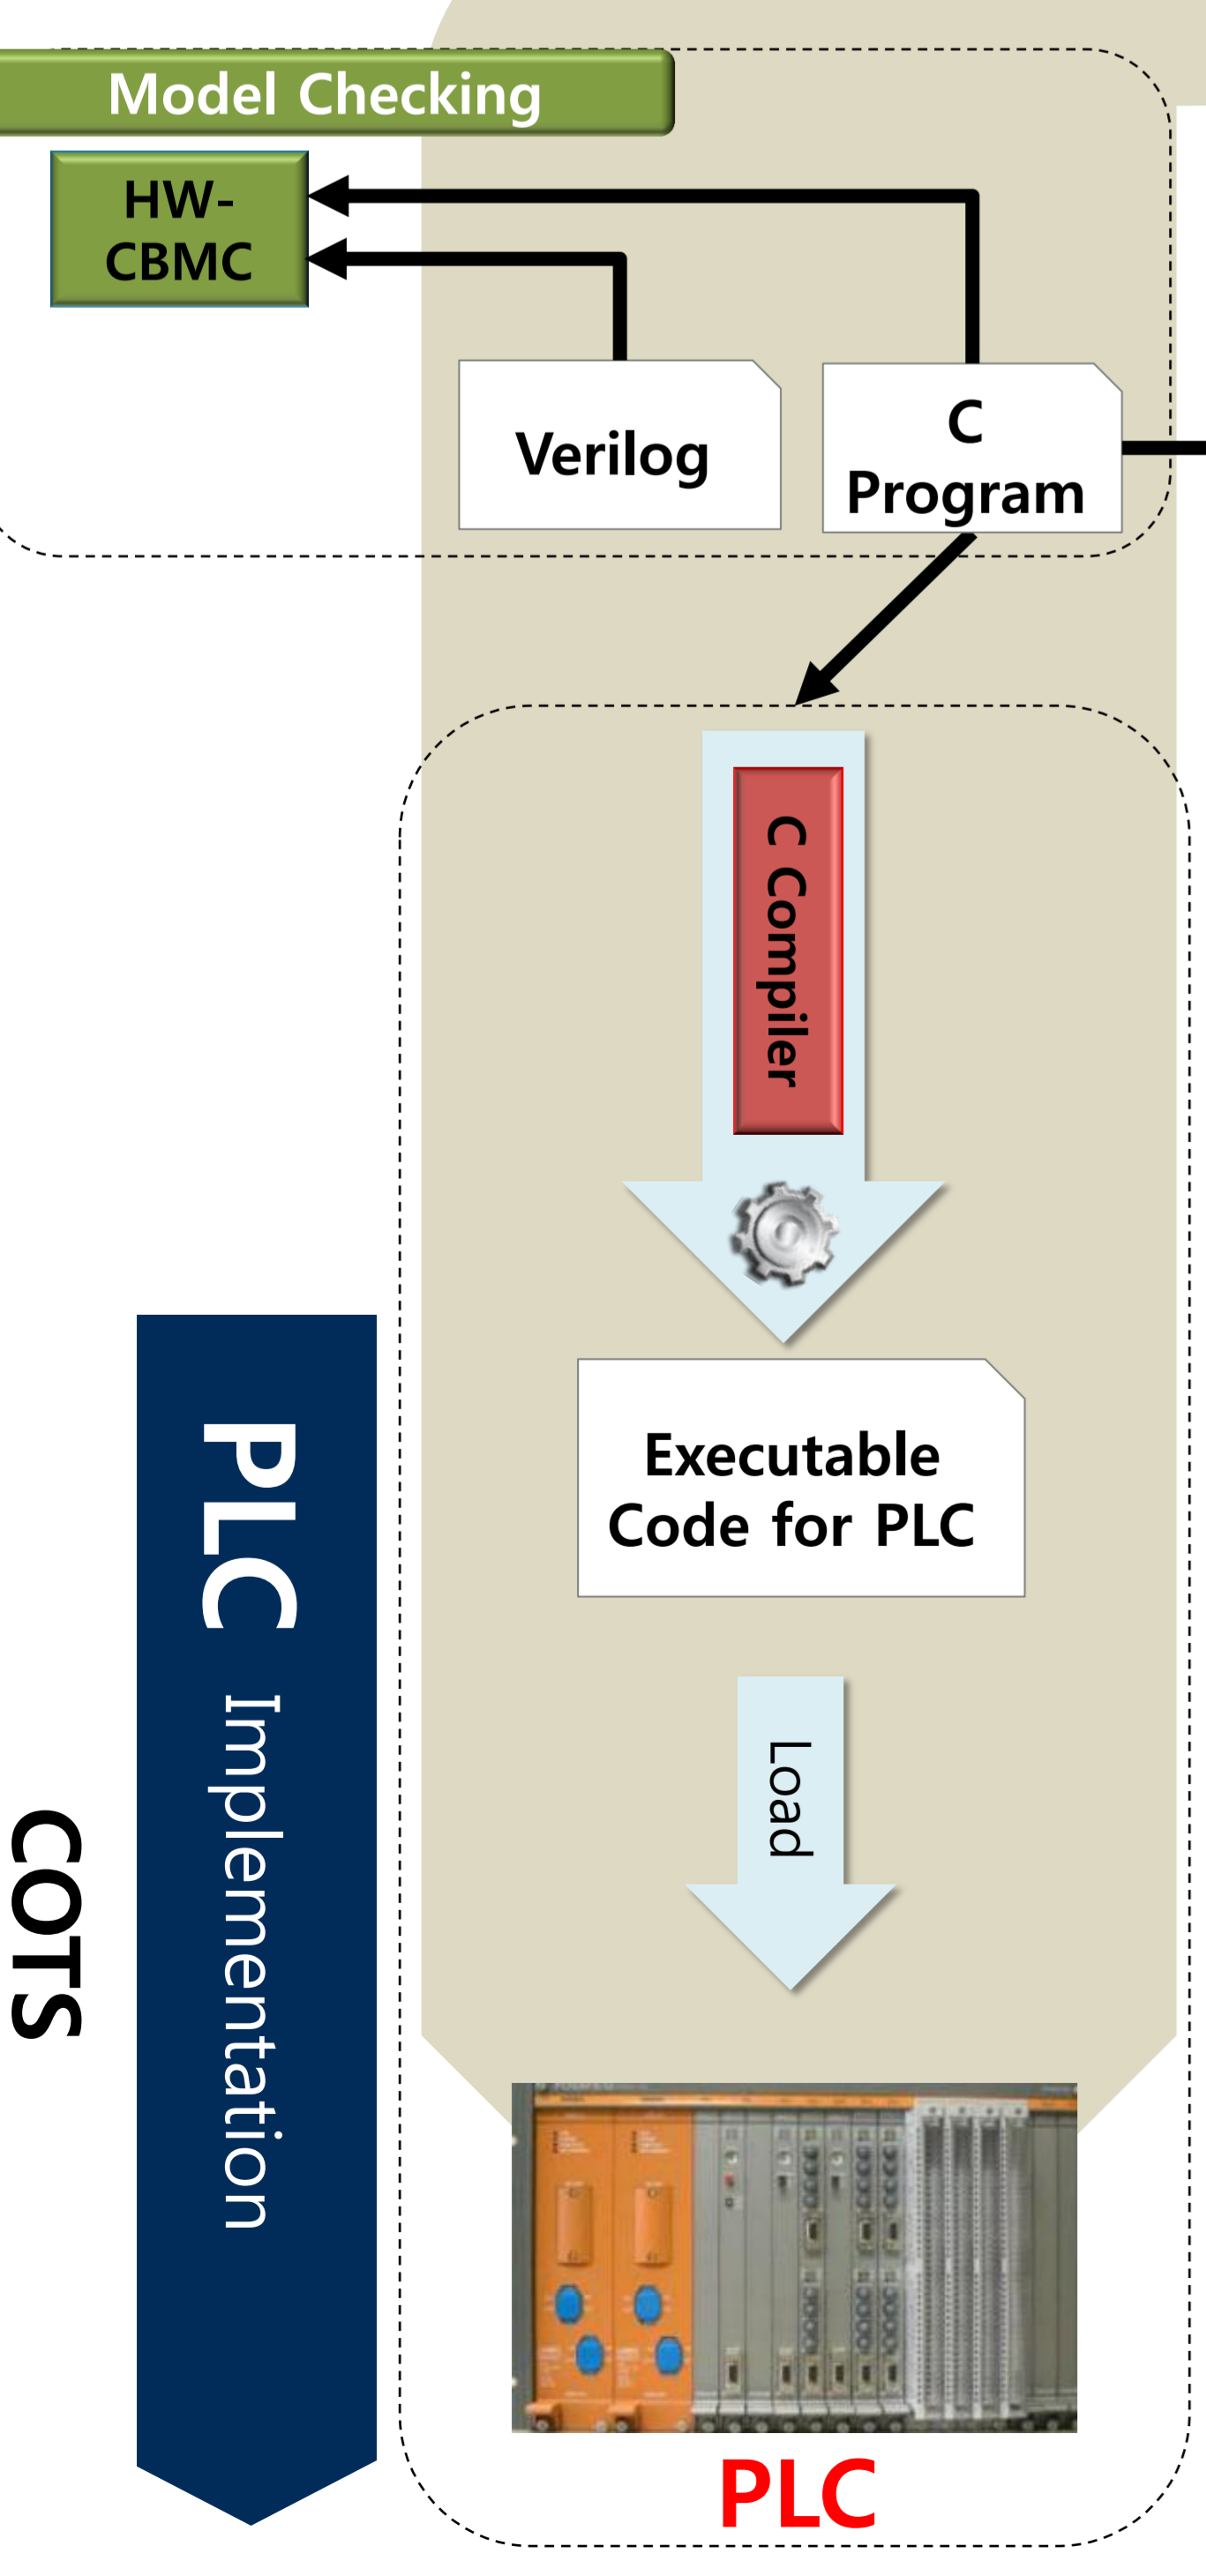 Model Checking
HW-
CBMC
Verilog
C
Program
C Compiler
Executable
Code for PLC
PLC Implementation
Load
COTS
PLC